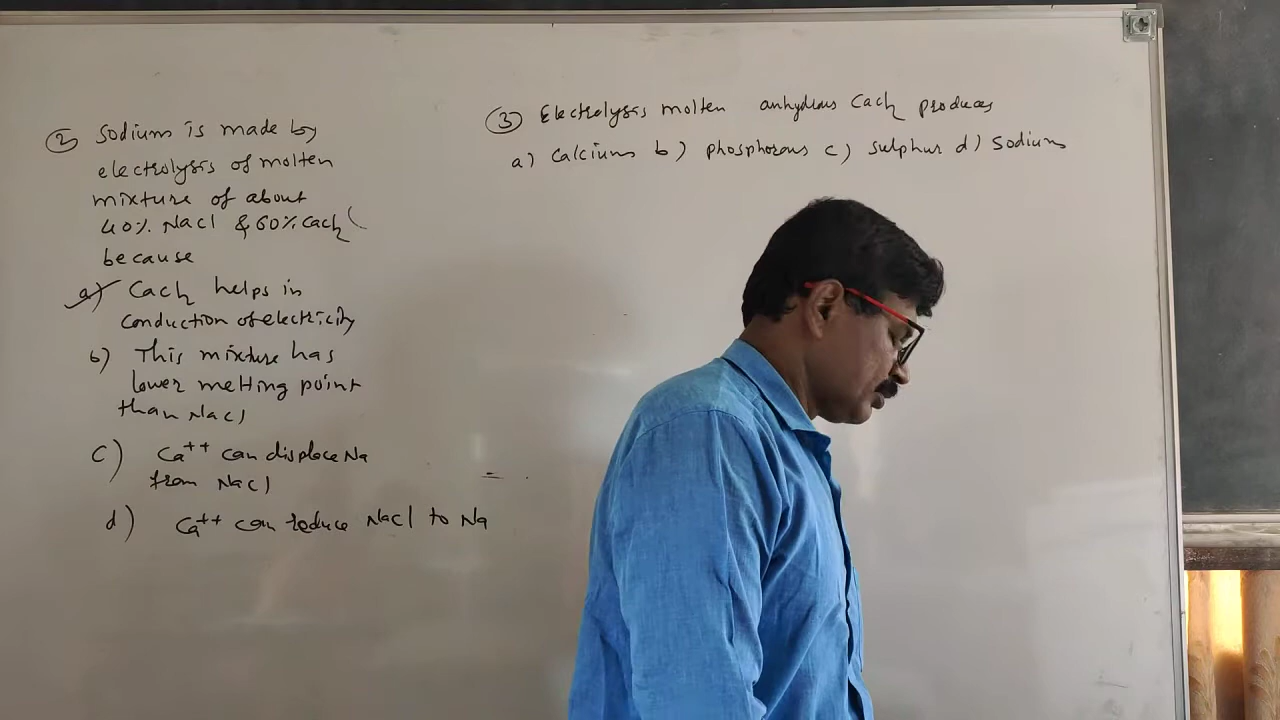 ② Sodium is made by
electrolysis of molten
mixture of about
40% NaCl & 60% CaCl₂
because
a) CaCl₂ helps in
conduction of electricity
b) This mixture has
lower melting point
than NaCl
c) Ca⁺⁺ can displace Na
from NaCl
d) Ca⁺⁺ can reduce NaCl to Na
③ Electrolysis molten anhydrous CaCl₂ produces
a) Calcium b) phosphorous c) sulphur d) Sodium